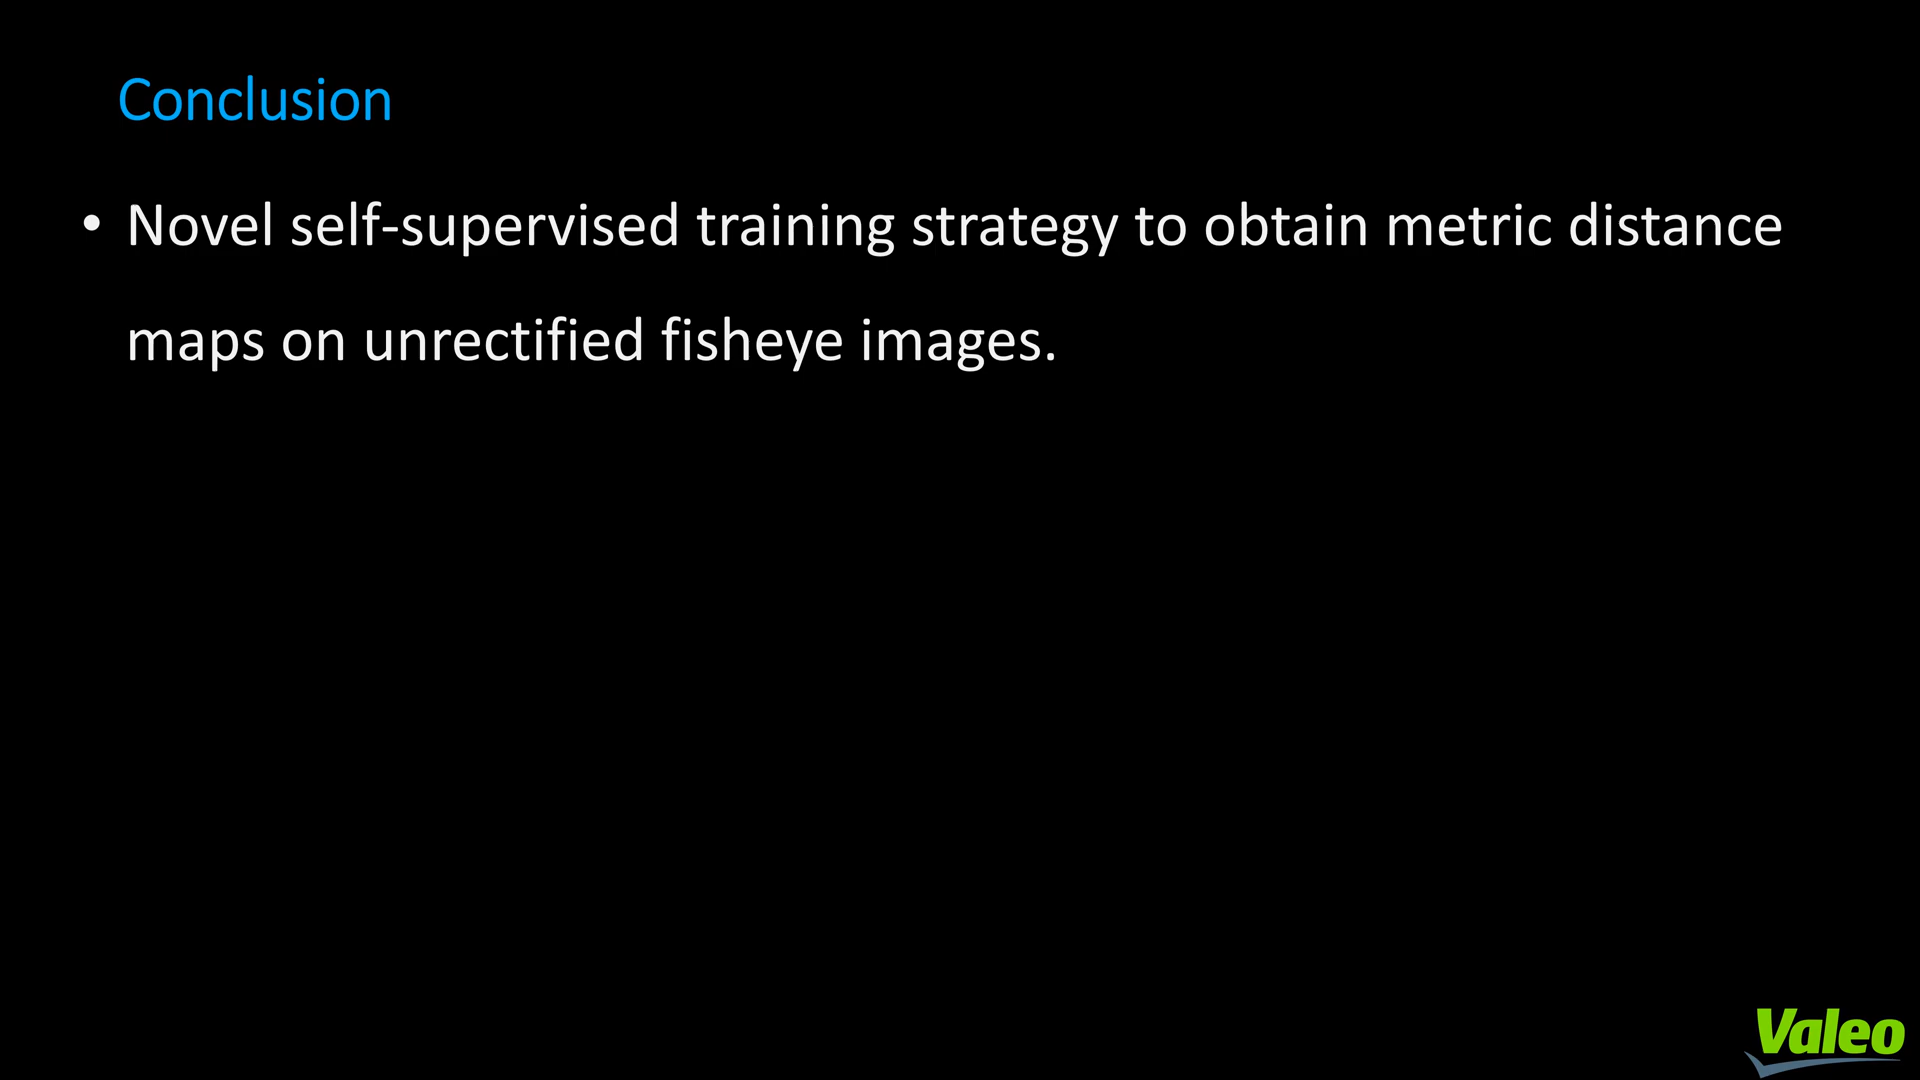 Conclusion
• Novel self-supervised training strategy to obtain metric distance
maps on unrectified fisheye images.
Valeo